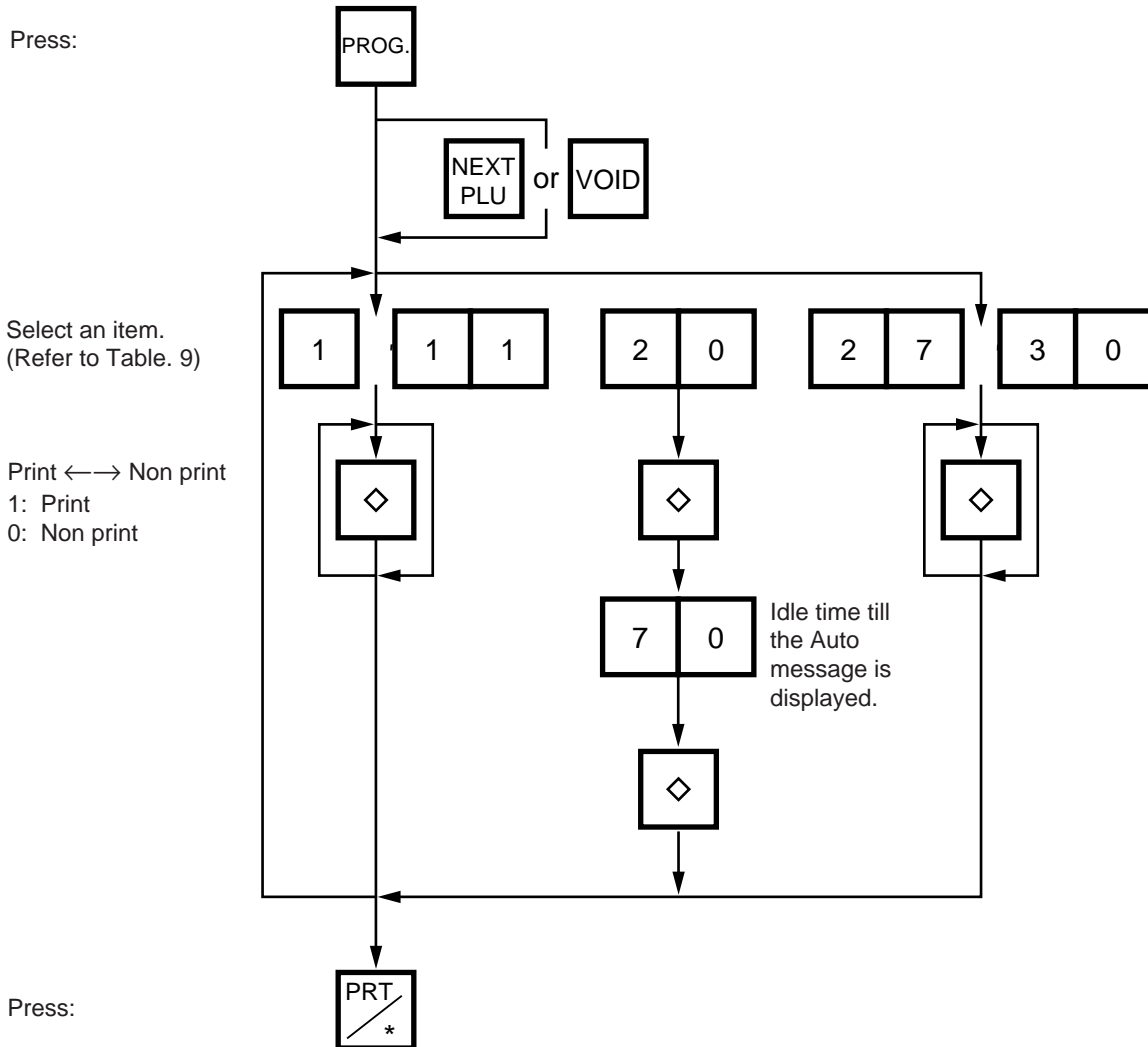 Press:
PROG.
NEXT
PLU
or
VOID
Select an item.
(Refer to Table. 9)
1
1 1
2 0
2 7
3 0
Print ←→ Non print
1: Print
0: Non print
◇
◇
◇
7 0
Idle time till
the Auto
message is
displayed.
◇
Press:
PRT
*